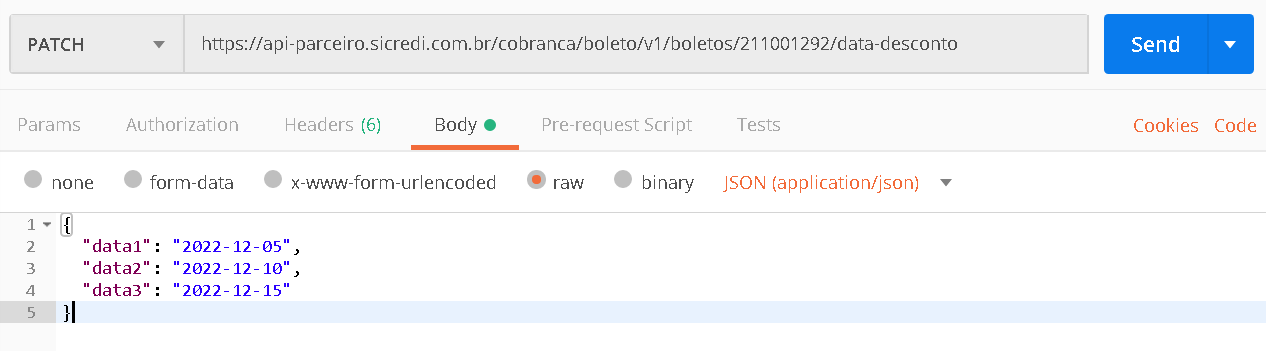 PATCH https://api-parceiro.sicredi.com.br/cobranca/boleto/v1/boletos/211001292/data-desconto Send
Params Authorization Headers (6) Body Pre-request Script Tests Cookies Code
none form-data x-www-form-urlencoded raw binary JSON (application/json)
1 {
2 "data1": "2022-12-05",
3 "data2": "2022-12-10",
4 "data3": "2022-12-15"
5 }